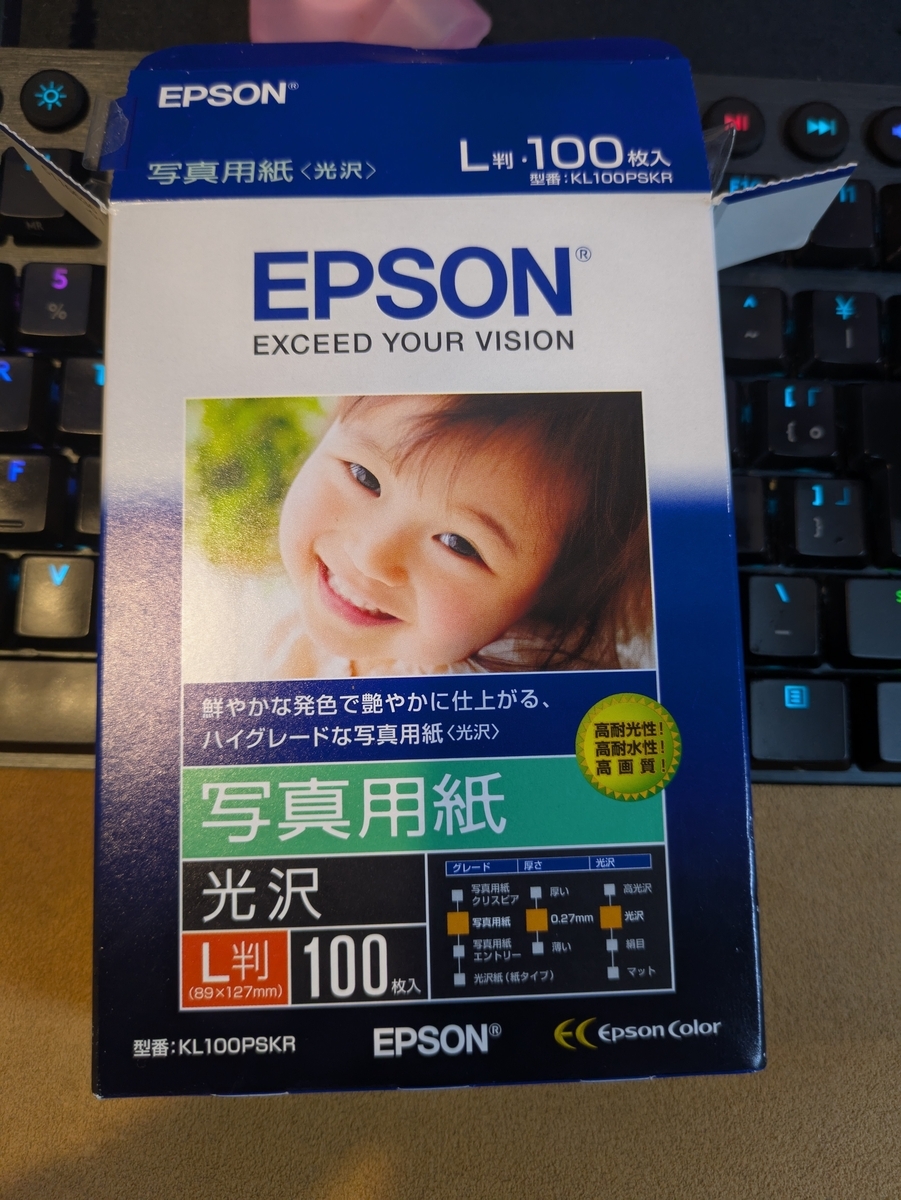 EPSON®
写真用紙〈光沢〉
L判・100枚入
型番:KL100PSKR
EPSON®
EXCEED YOUR VISION
鮮やかな発色で艶やかに仕上がる、
ハイグレードな写真用紙〈光沢〉
高耐光性!
高耐水性!
高画質!
写真用紙
光沢
L判
(89×127mm)
100枚入
グレード 厚さ 光沢
写真用紙
クリスピア 厚い 高光沢
写真用紙 0.27mm 光沢
写真用紙
エントリー 薄い 絹目
光沢紙(紙タイプ) マット
型番:KL100PSKR
EPSON®
EC EPSON COLOR
MR
5
%
R
T
F
V
¥
|
\
_